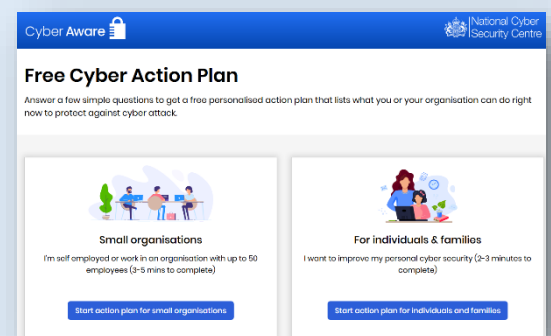 Cyber Aware
National Cyber
Security Centre
Free Cyber Action Plan
Answer a few simple questions to get a free personalised action plan that lists what you or your organisation can do right
now to protect against cyber attack.
Small organisations
I'm self employed or work in an organisation with up to 50
employees (3-5 mins to complete)
Start action plan for small organisations
For individuals & families
I want to improve my personal cyber security (2-3 minutes to
complete)
Start action plan for individuals and families